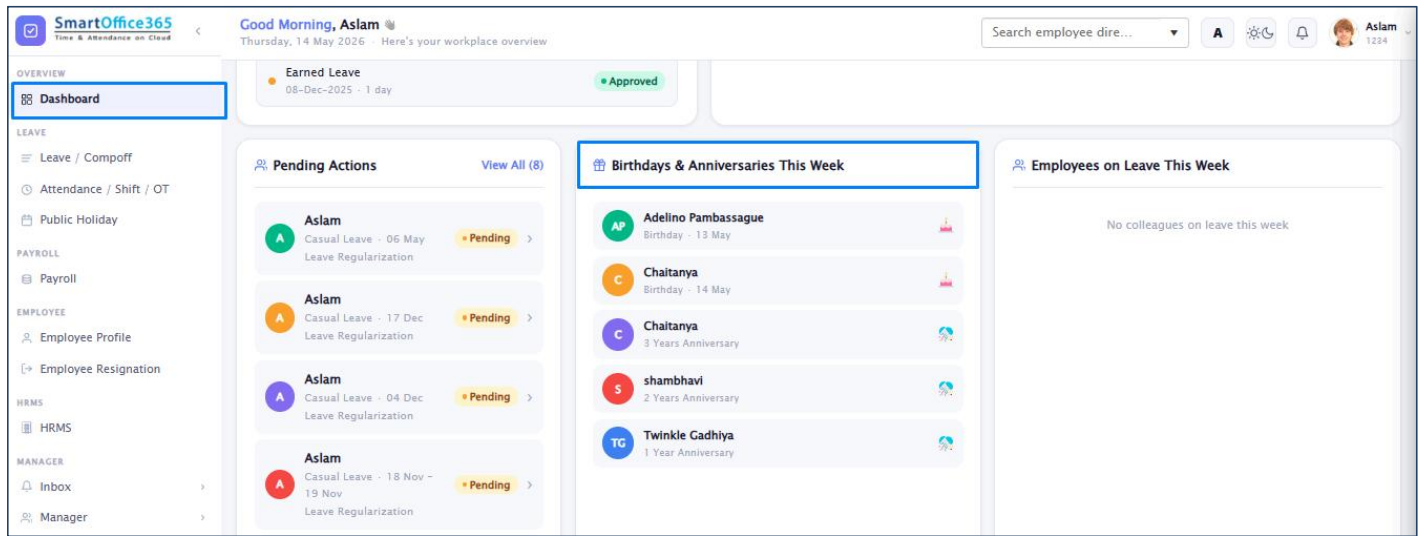 SmartOffice365
Time & Attendance on Cloud
Good Morning, Aslam
Thursday, 14 May 2026 · Here's your workplace overview
Search employee dire...
A
Aslam
1234
OVERVIEW
Dashboard
LEAVE
Leave / Compoff
Attendance / Shift / OT
Public Holiday
PAYROLL
Payroll
EMPLOYEE
Employee Profile
Employee Resignation
HRMS
HRMS
MANAGER
Inbox
Manager
Earned Leave
08-Dec-2025 · 1 day
Approved
Pending Actions
View All (8)
A
Aslam
Casual Leave · 06 May
Leave Regularization
Pending
A
Aslam
Casual Leave · 17 Dec
Leave Regularization
Pending
A
Aslam
Casual Leave · 04 Dec
Leave Regularization
Pending
A
Aslam
Casual Leave · 18 Nov –
19 Nov
Leave Regularization
Pending
Birthdays & Anniversaries This Week
AP
Adelino Pambassague
Birthday · 13 May
C
Chaitanya
Birthday · 14 May
C
Chaitanya
3 Years Anniversary
S
shambhavi
2 Years Anniversary
TG
Twinkle Gadhiya
1 Year Anniversary
Employees on Leave This Week
No colleagues on leave this week